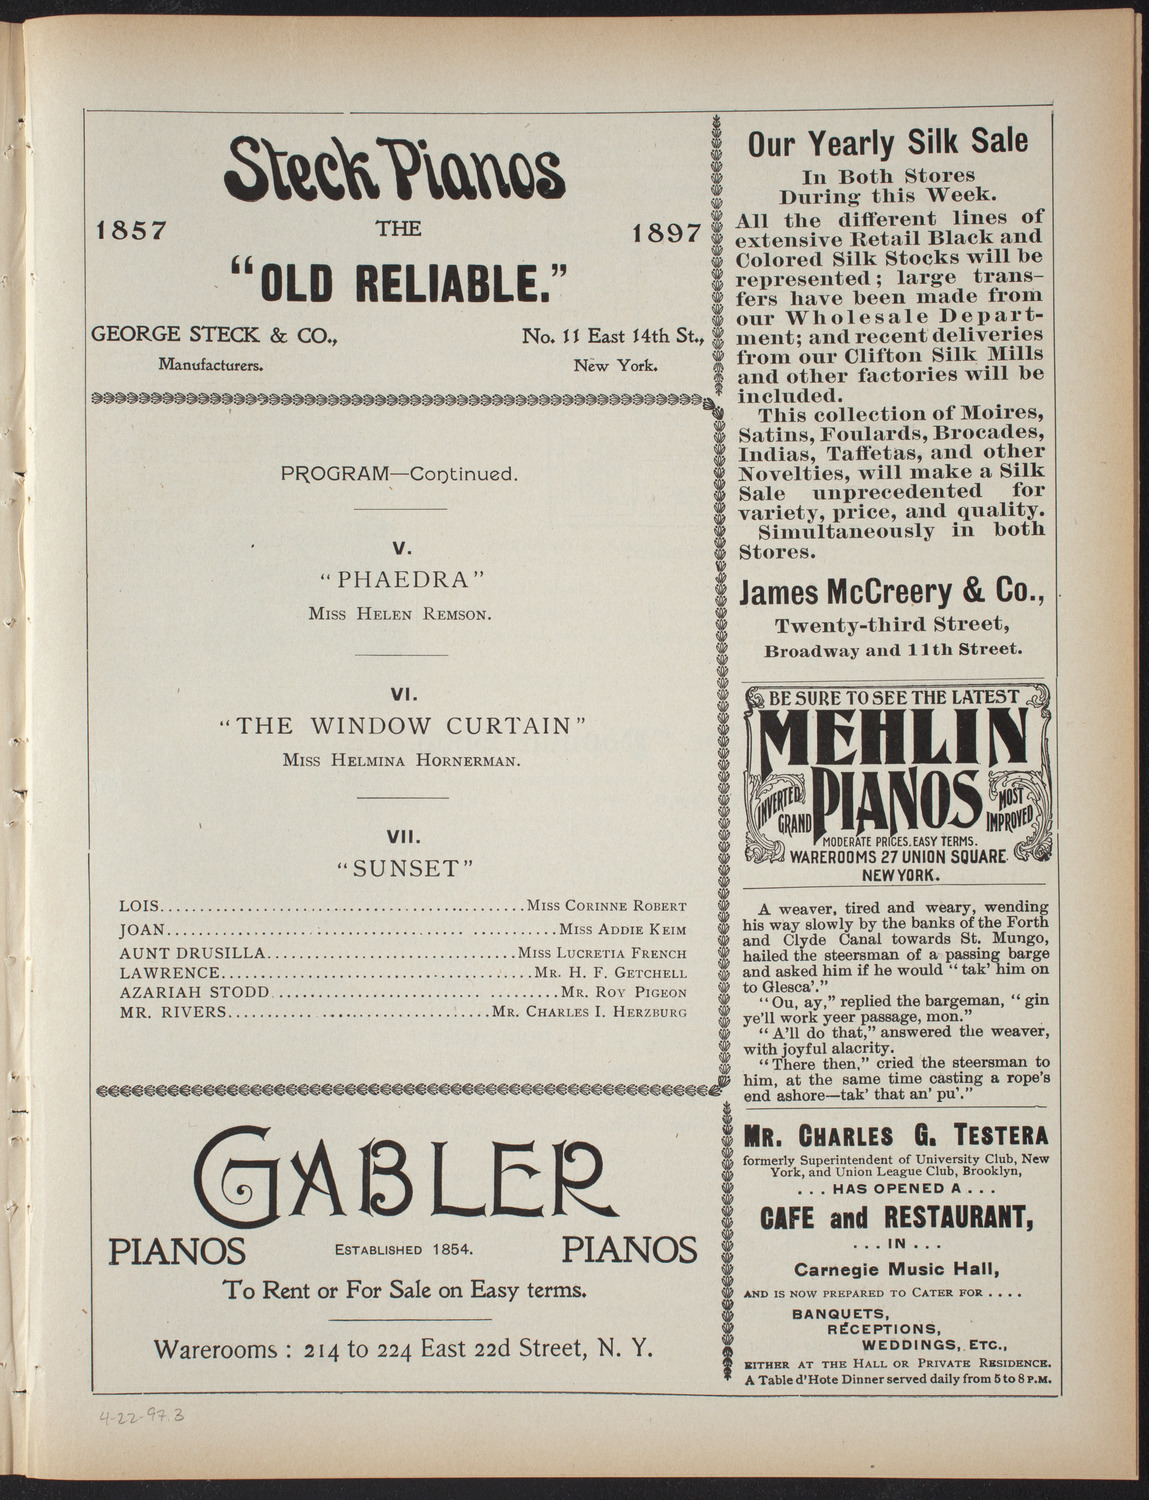 Steck Pianos
1857 THE 1897
“OLD RELIABLE.”
GEORGE STECK & CO., No. 11 East 14th St.,
Manufacturers. New York.
PROGRAM—Continued.
V.
“PHAEDRA”
Miss Helen Remson.
VI.
“THE WINDOW CURTAIN”
Miss Helmina Hornerman.
VII.
“SUNSET”
LOIS........................................Miss Corinne Robert
JOAN........................................Miss Addie Keim
AUNT DRUSILLA........................................Miss Lucretia French
LAWRENCE........................................Mr. H. F. Getchell
AZARIAH STODD........................................Mr. Roy Pigeon
MR. RIVERS........................................Mr. Charles I. Herzburg
GABLER
PIANOS Established 1854. PIANOS
To Rent or For Sale on Easy terms.
Warerooms : 214 to 224 East 22d Street, N. Y.
Our Yearly Silk Sale
In Both Stores
During this Week.
All the different lines of
extensive Retail Black and
Colored Silk Stocks will be
represented; large trans-
fers have been made from
our Wholesale Depart-
ment; and recent deliveries
from our Clifton Silk Mills
and other factories will be
included.
This collection of Moires,
Satins, Foulards, Brocades,
Indias, Taffetas, and other
Novelties, will make a Silk
Sale unprecedented for
variety, price, and quality.
Simultaneously in both
Stores.
James McCreery & Co.,
Twenty-third Street,
Broadway and 11th Street.
BE SURE TO SEE THE LATEST
MEHLIN
PIANOS
INVERTED GRAND
MOST IMPROVED
MODERATE PRICES. EASY TERMS.
WAREROOMS 27 UNION SQUARE
NEW YORK.
A weaver, tired and weary, wending
his way slowly by the banks of the Forth
and Clyde Canal towards St. Mungo,
hailed the steersman of a passing barge
and asked him if he would “tak’ him on
to Glesca’.”
“Ou, ay,” replied the bargeman, “gin
ye’ll work yeer passage, mon.”
“A’ll do that,” answered the weaver,
with joyful alacrity.
“There then,” cried the steersman to
him, at the same time casting a rope’s
end ashore—tak’ that an’ pu’.”
Mr. Charles G. Testera
formerly Superintendent of University Club, New
York, and Union League Club, Brooklyn,
. . . HAS OPENED A . . .
CAFE and RESTAURANT,
. . . IN . . .
Carnegie Music Hall,
AND IS NOW PREPARED TO CATER FOR . . . .
BANQUETS,
RECEPTIONS,
WEDDINGS, ETC.,
EITHER AT THE HALL OR PRIVATE RESIDENCE.
A Table d’Hote Dinner served daily from 5 to 8 P.M.
4-22-97.3